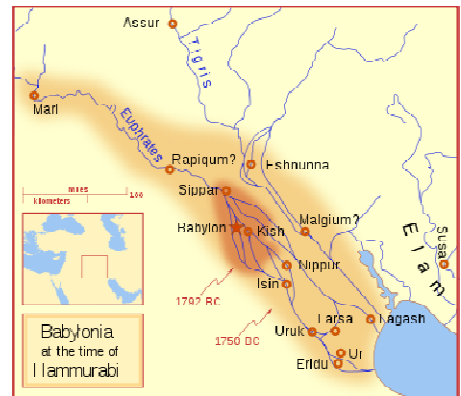 Assur
Tigris
Mari
Euphrates
Rapiqum?
Eshnunna
Sippar
miles
kilometers
100
Babylon
Kish
Malgium?
Elam
Susa
Nippur
Isin
1792 BC
1750 BC
Larsa
Lagash
Uruk
Ur
Eridu
Babylonia
at the time of
Hammurabi